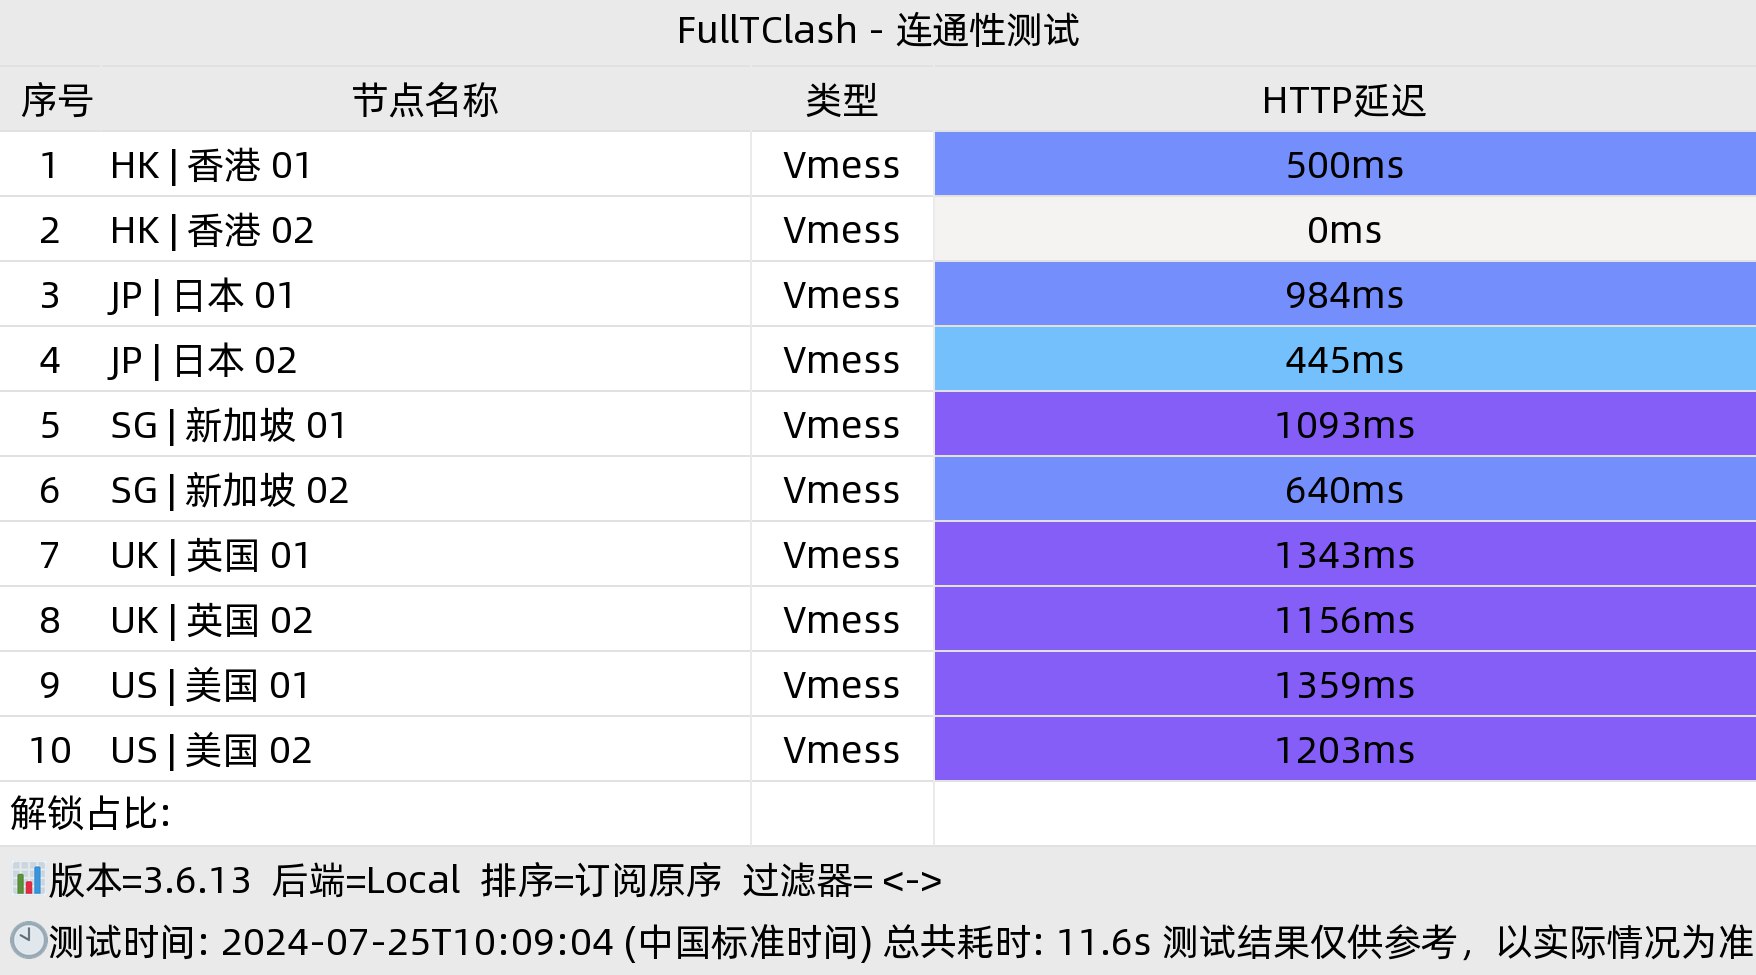 FullTClash - 连通性测试
序号 节点名称 类型 HTTP延迟
1 HK | 香港 01 Vmess 500ms
2 HK | 香港 02 Vmess 0ms
3 JP | 日本 01 Vmess 984ms
4 JP | 日本 02 Vmess 445ms
5 SG | 新加坡 01 Vmess 1093ms
6 SG | 新加坡 02 Vmess 640ms
7 UK | 英国 01 Vmess 1343ms
8 UK | 英国 02 Vmess 1156ms
9 US | 美国 01 Vmess 1359ms
10 US | 美国 02 Vmess 1203ms
解锁占比:
📊版本=3.6.13 后端=Local 排序=订阅原序 过滤器= <->
🕙测试时间: 2024-07-25T10:09:04 (中国标准时间) 总共耗时: 11.6s 测试结果仅供参考，以实际情况为准